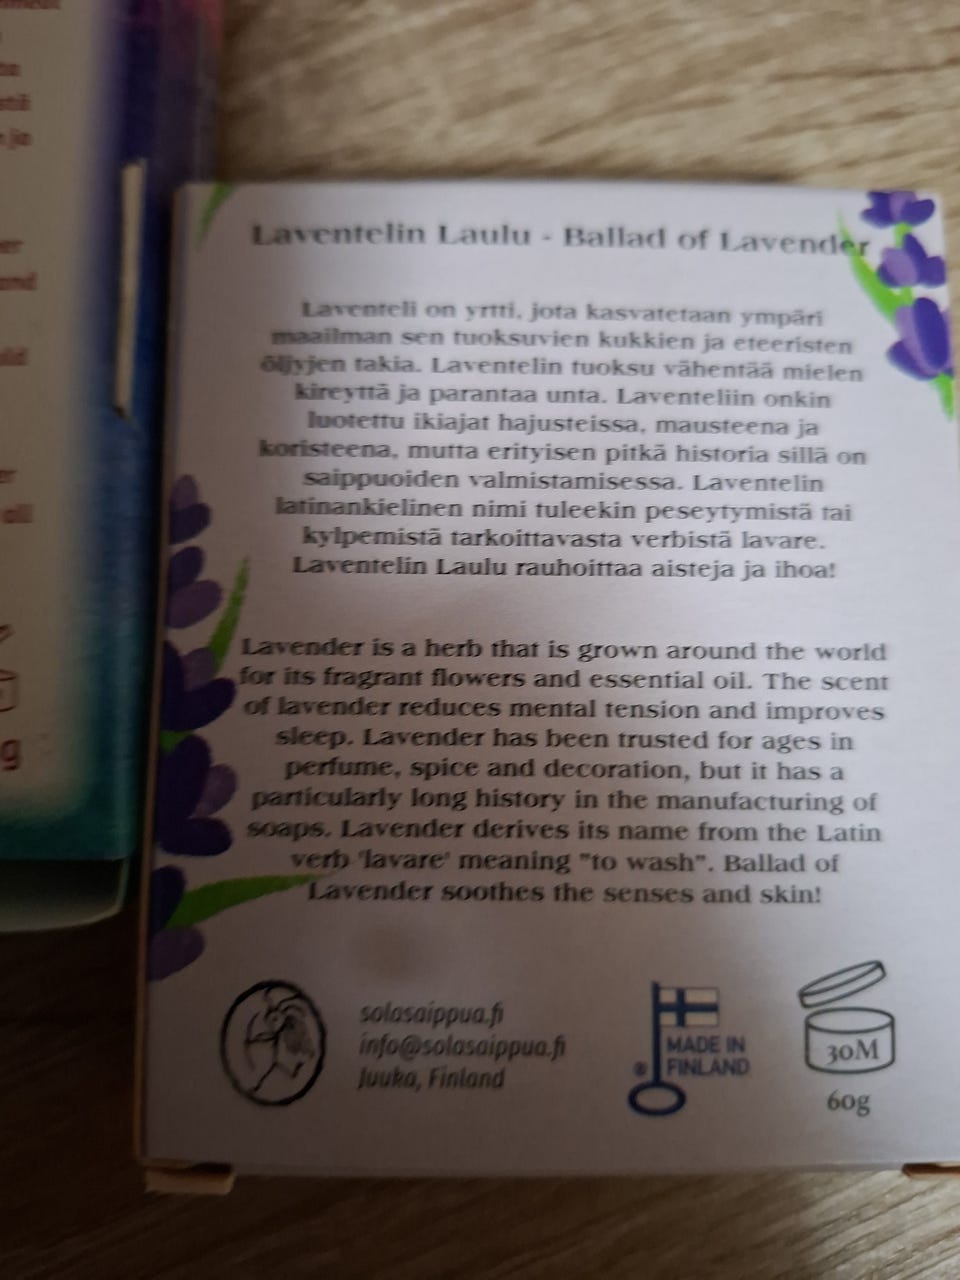 Laventelin Laulu - Ballad of Lavender
Laventeli on yrtti, jota kasvatetaan ympäri
maailman sen tuoksuvien kukkien ja eteeristen
öljyjen takia. Laventelin tuoksu vähentää mielen
kireyttä ja parantaa unta. Laventeliin onkin
luotettu ikiajat hajusteissa, mausteena ja
koristeena, mutta erityisen pitkä historia sillä on
saippuoiden valmistamisessa. Laventelin
latinankielinen nimi tuleekin peseytymistä tai
kylpemistä tarkoittavasta verbistä lavare.
Laventelin Laulu rauhoittaa aisteja ja ihoa!
Lavender is a herb that is grown around the world
for its fragrant flowers and essential oil. The scent
of lavender reduces mental tension and improves
sleep. Lavender has been trusted for ages in
perfume, spice and decoration, but it has a
particularly long history in the manufacturing of
soaps. Lavender derives its name from the Latin
verb 'lavare' meaning "to wash". Ballad of
Lavender soothes the senses and skin!
solasaippua.fi
info@solasaippua.fi
Juuka, Finland
MADE IN
® FINLAND
30M
60g